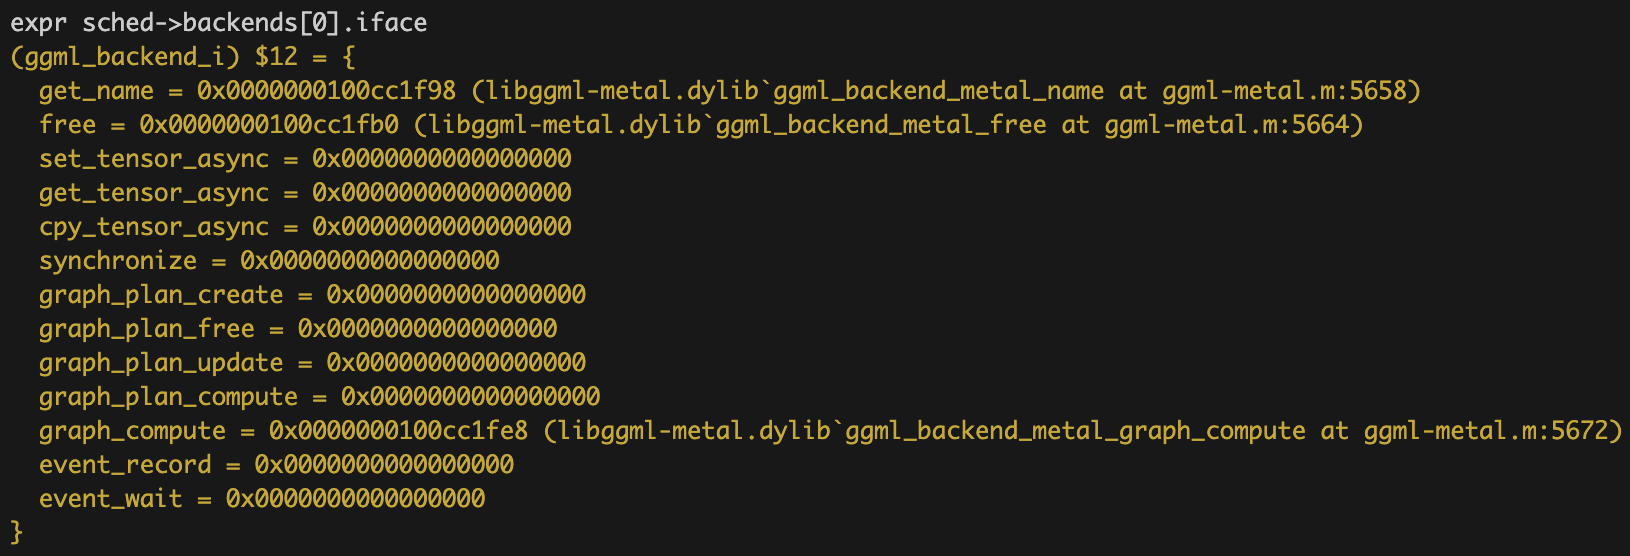 expr sched->backends[0].iface
(ggml_backend_i) $12 = {
  get_name = 0x0000000100cc1f98 (libggml-metal.dylib`ggml_backend_metal_name at ggml-metal.m:5658)
  free = 0x0000000100cc1fb0 (libggml-metal.dylib`ggml_backend_metal_free at ggml-metal.m:5664)
  set_tensor_async = 0x0000000000000000
  get_tensor_async = 0x0000000000000000
  cpy_tensor_async = 0x0000000000000000
  synchronize = 0x0000000000000000
  graph_plan_create = 0x0000000000000000
  graph_plan_free = 0x0000000000000000
  graph_plan_update = 0x0000000000000000
  graph_plan_compute = 0x0000000000000000
  graph_compute = 0x0000000100cc1fe8 (libggml-metal.dylib`ggml_backend_metal_graph_compute at ggml-metal.m:5672)
  event_record = 0x0000000000000000
  event_wait = 0x0000000000000000
}